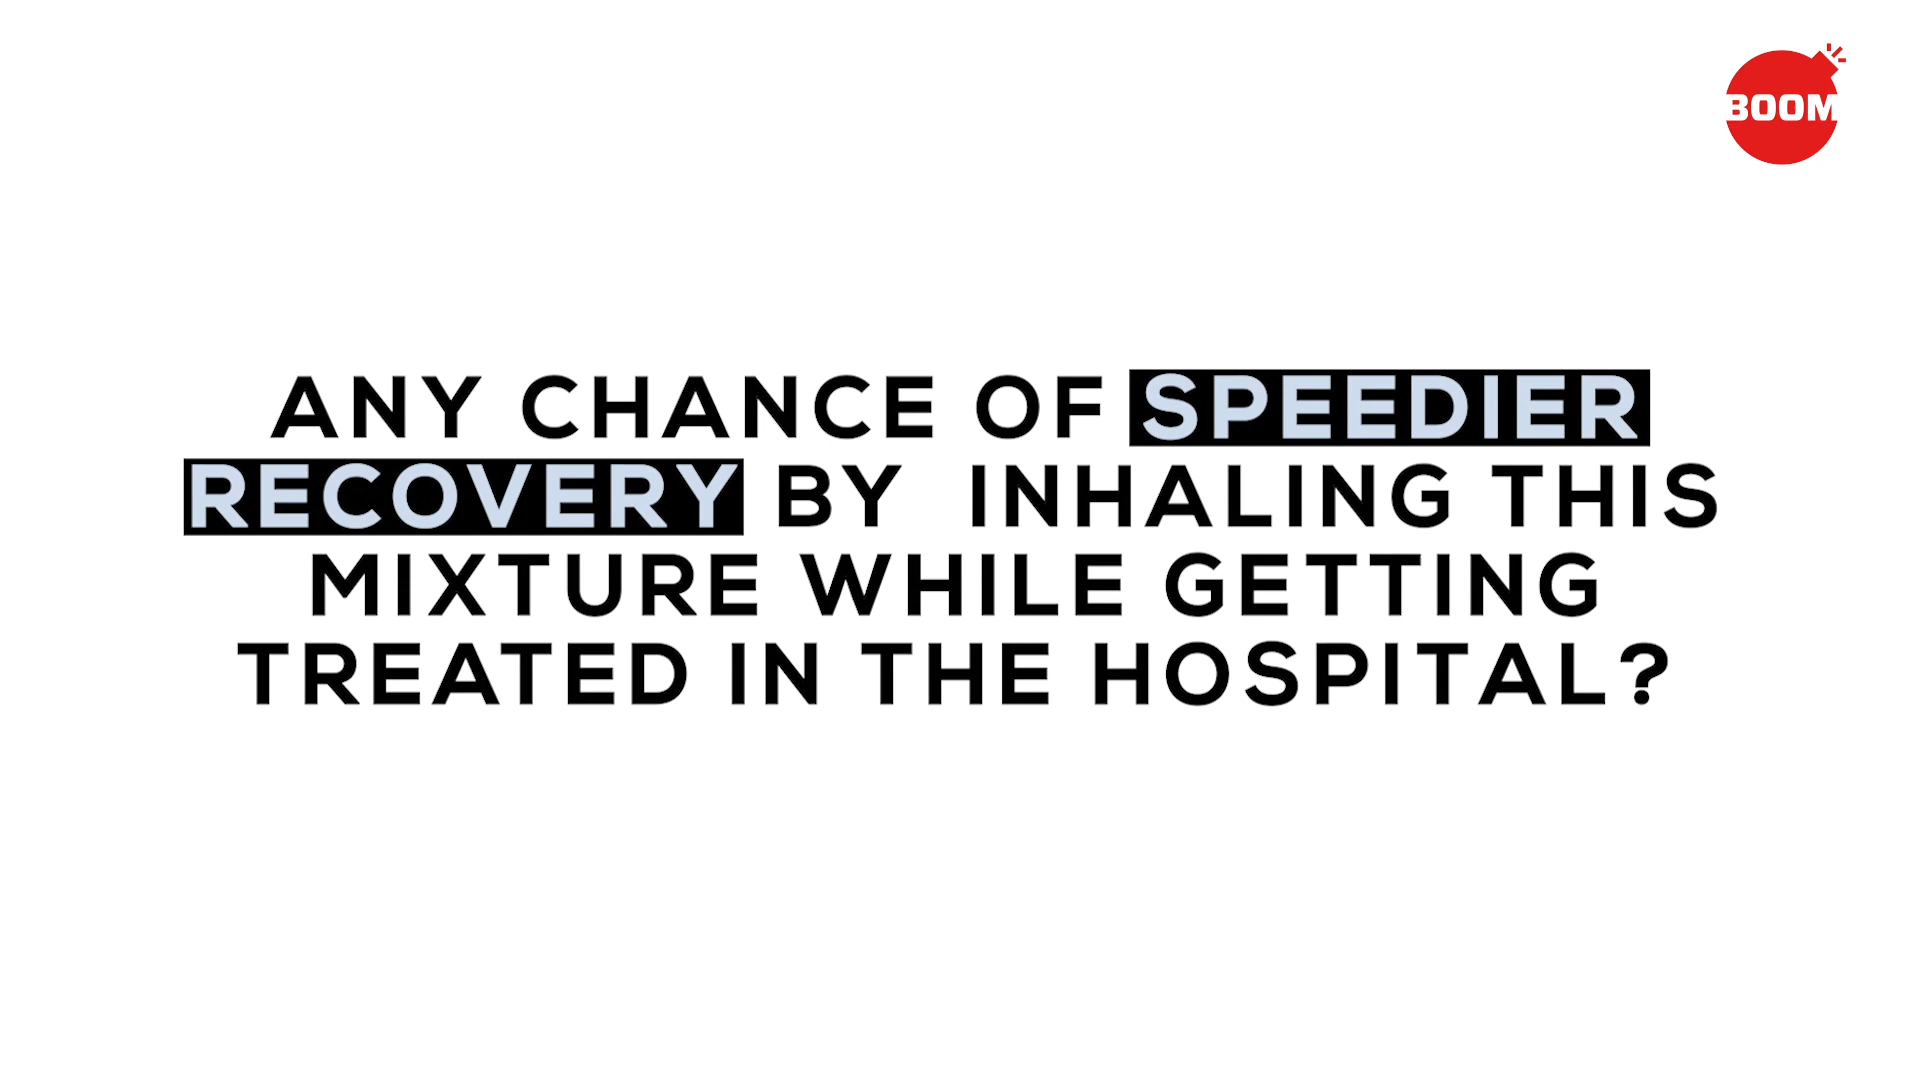 BOOM
ANY CHANCE OF SPEEDIER
RECOVERY BY INHALING THIS
MIXTURE WHILE GETTING
TREATED IN THE HOSPITAL?